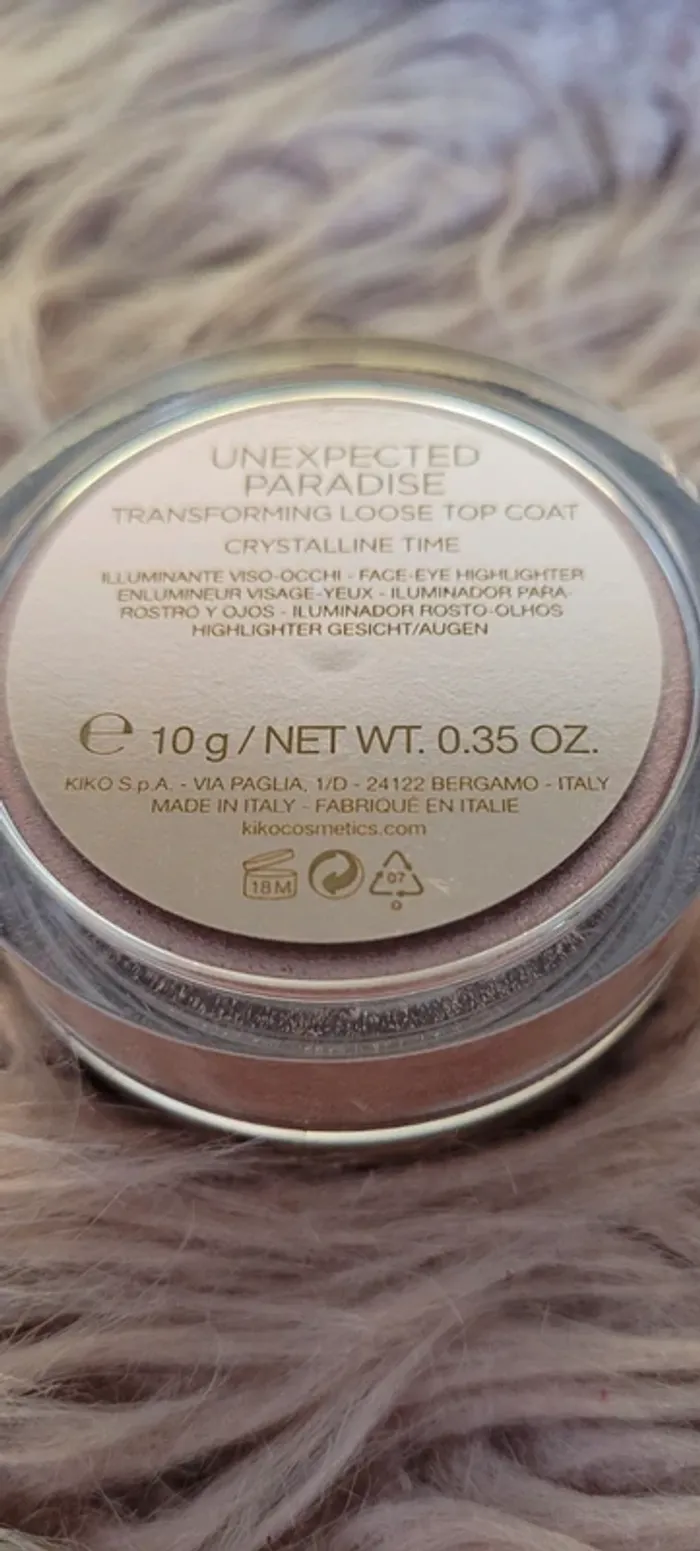 UNEXPECTED
PARADISE
TRANSFORMING LOOSE TOP COAT
CRYSTALLINE TIME
ILLUMINANTE VISO-OCCHI - FACE-EYE HIGHLIGHTER
ENLUMINEUR VISAGE-YEUX - ILUMINADOR PARA-
ROSTRO Y OJOS - ILUMINADOR ROSTO-OLHOS
HIGHLIGHTER GESICHT/AUGEN
e 10 g / NET WT. 0.35 OZ.
KIKO S.p.A. - VIA PAGLIA, 1/D - 24122 BERGAMO - ITALY
MADE IN ITALY - FABRIQUÉ EN ITALIE
kikocosmetics.com
18M 07
O